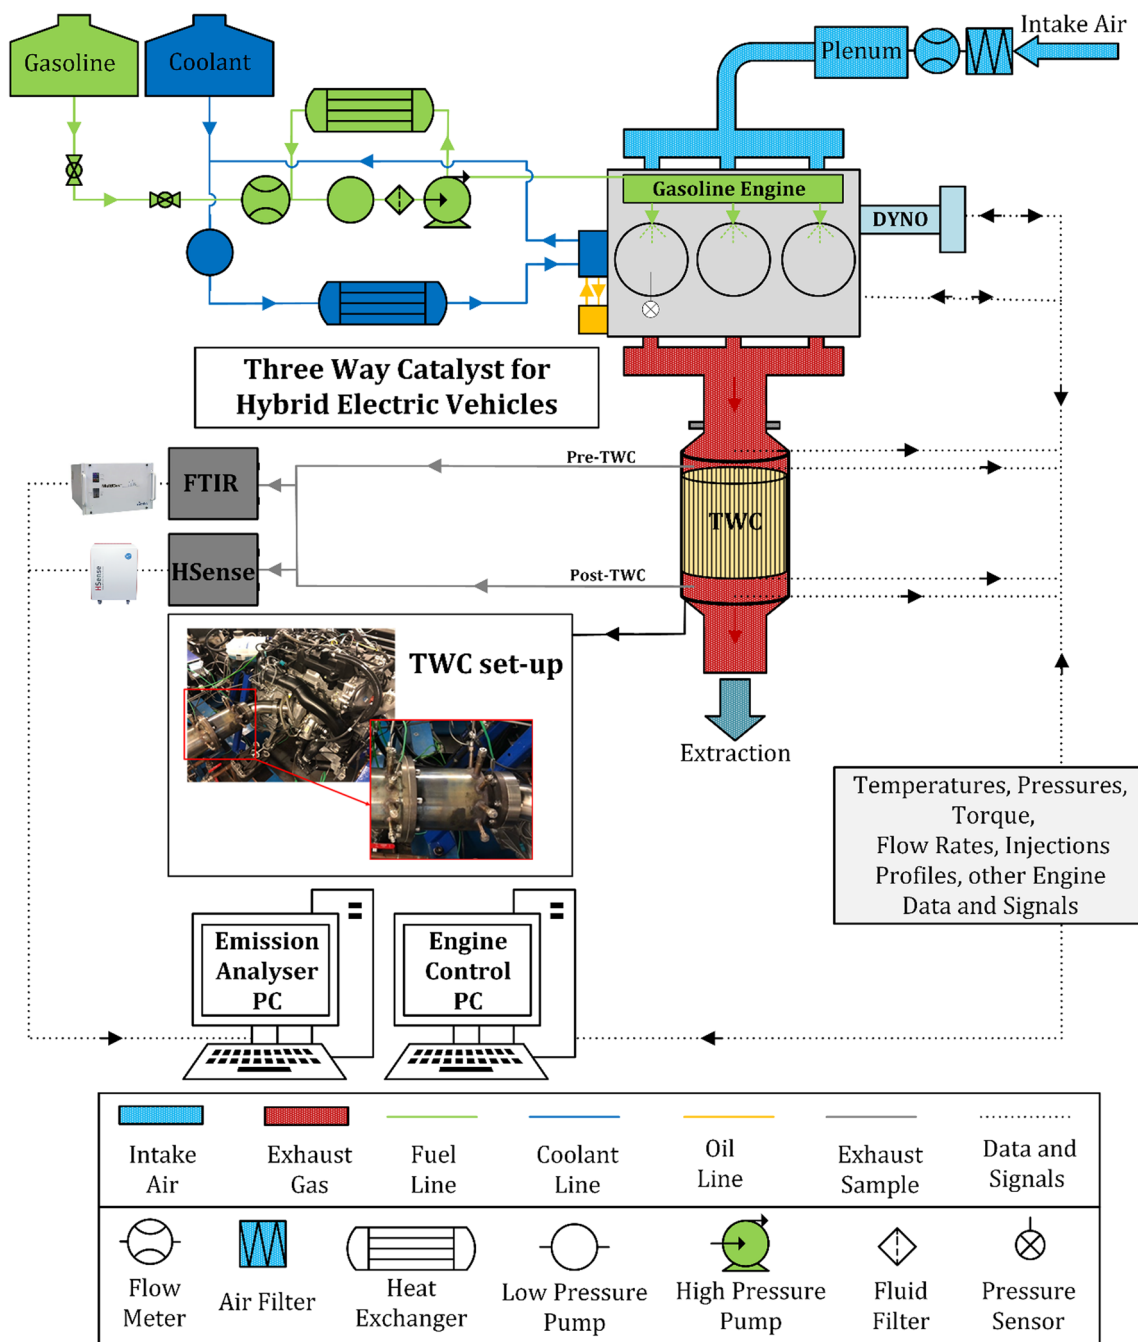 Intake Air
Gasoline
Coolant
Plenum
Gasoline Engine
DYNO
Three Way Catalyst for
Hybrid Electric Vehicles
Pre-TWC
FTIR
TWC
HSense
HSense
Post-TWC
TWC set-up
Extraction
Temperatures, Pressures,
Torque,
Flow Rates, Injections
Profiles, other Engine
Data and Signals
Emission
Analyser
PC
Engine
Control
PC
Intake
Air
Exhaust
Gas
Fuel
Line
Coolant
Line
Oil
Line
Exhaust
Sample
Data and
Signals
Flow
Meter
Air Filter
Heat
Exchanger
Low Pressure
Pump
High Pressure
Pump
Fluid
Filter
Pressure
Sensor